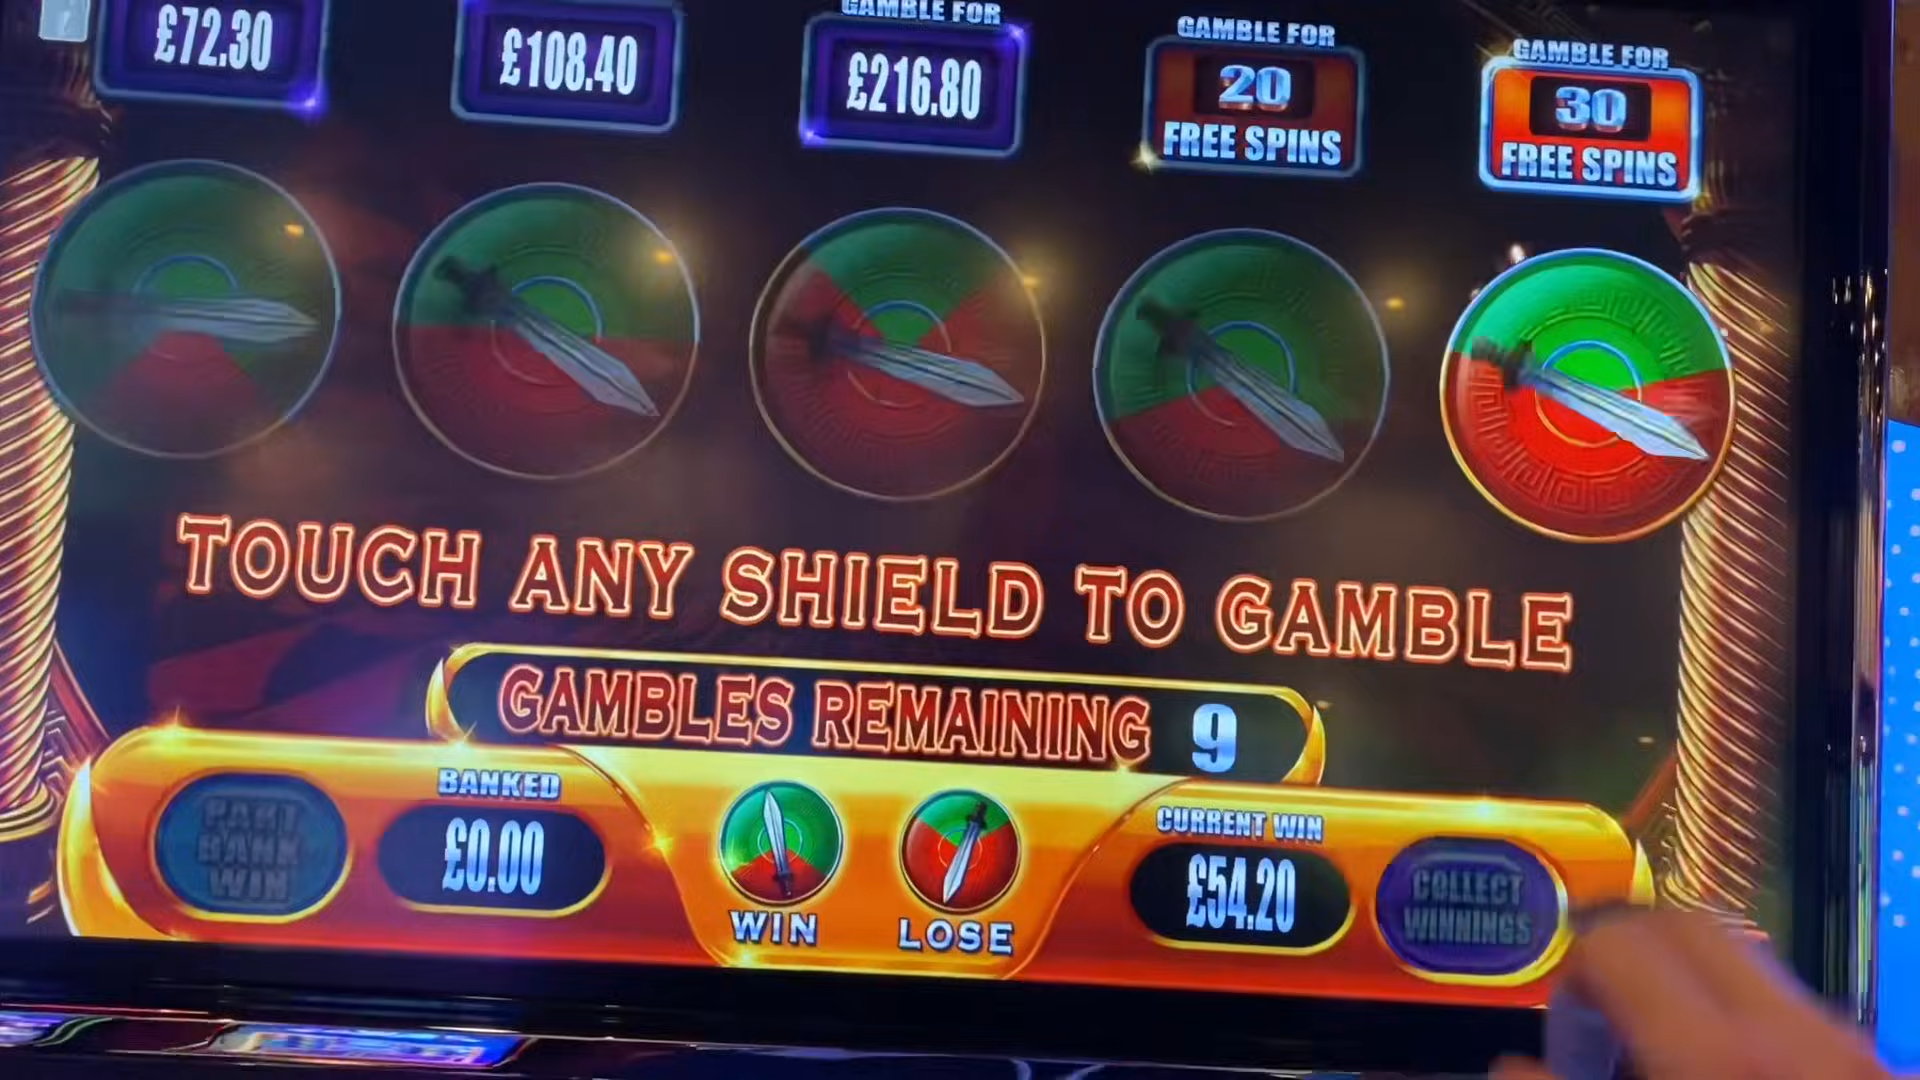 £72.30
£108.40
GAMBLE FOR
£216.80
GAMBLE FOR
20
FREE SPINS
GAMBLE FOR
30
FREE SPINS
TOUCH ANY SHIELD TO GAMBLE
GAMBLES REMAINING 9
PART
BANK
WIN
BANKED
£0.00
WIN
LOSE
CURRENT WIN
£54.20
COLLECT
WINNINGS